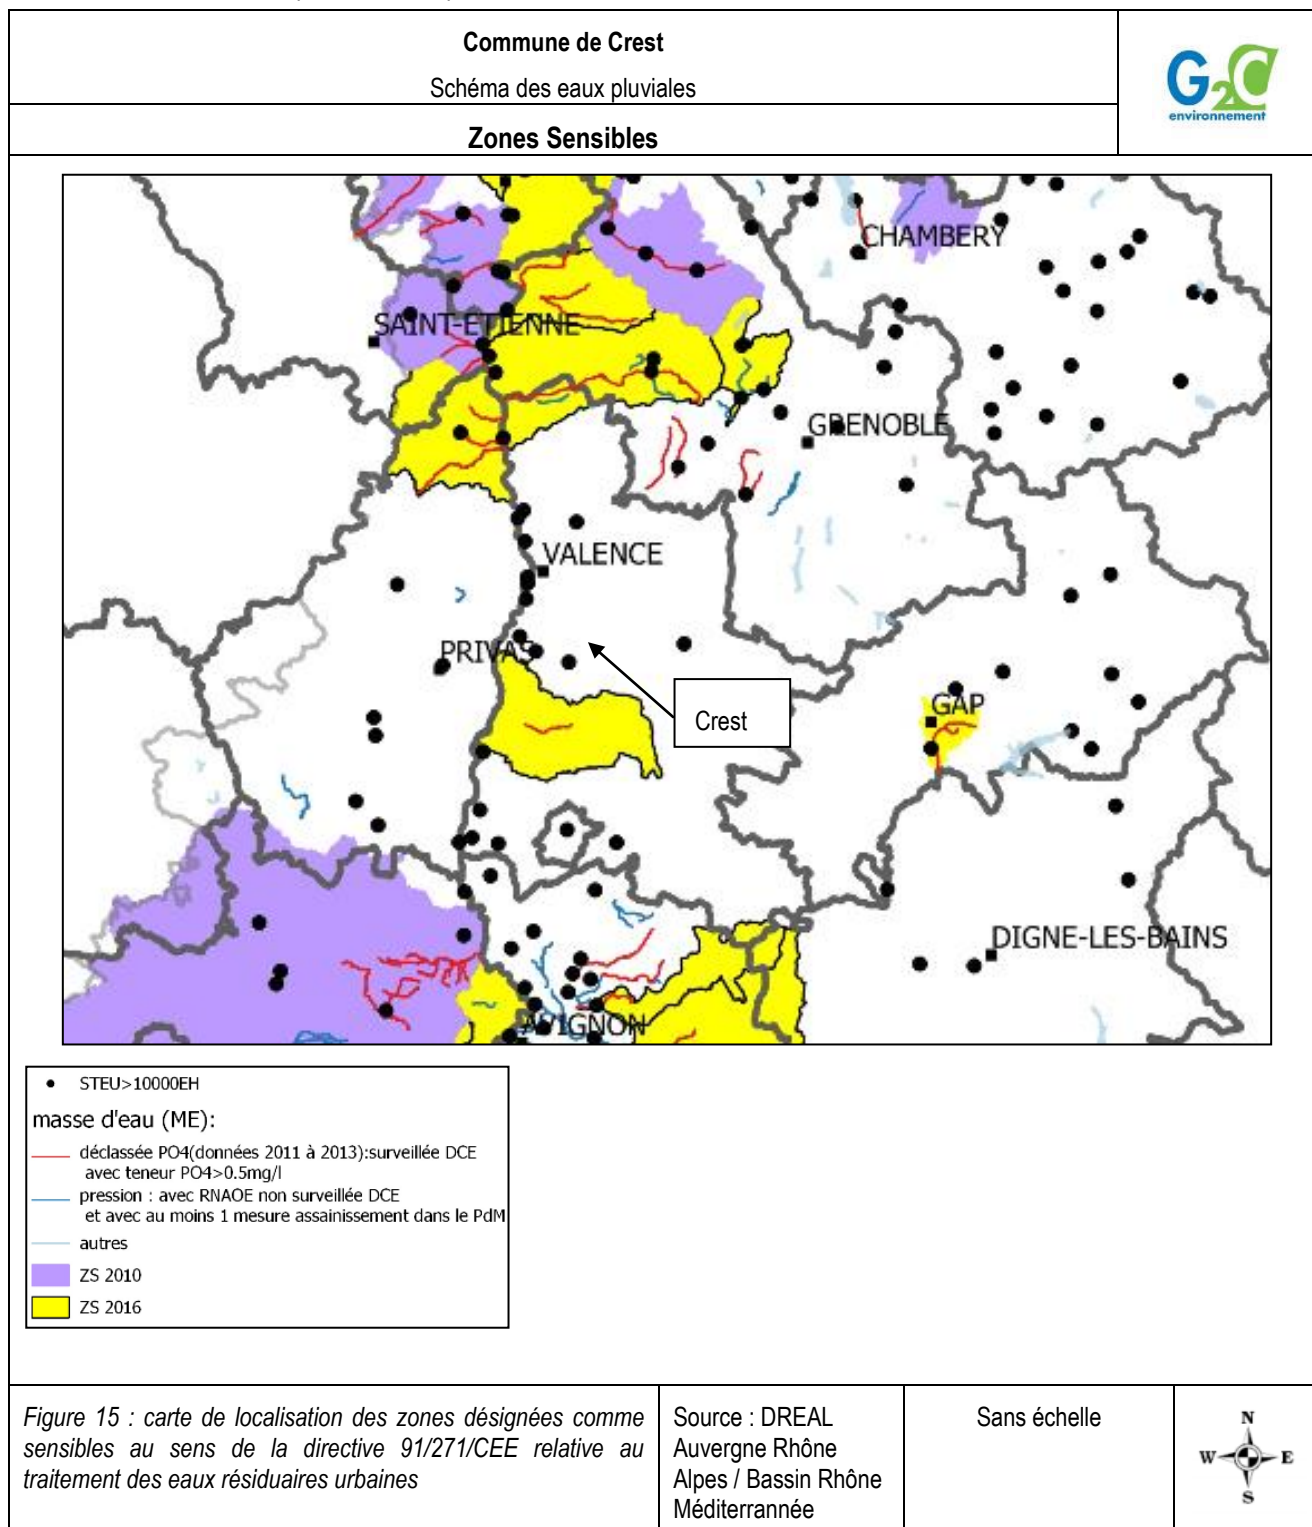 Commune de Crest
Schéma des eaux pluviales
G2C
environnement
Zones Sensibles
CHAMBERY
SAINT-ETIENNE
GRENOBLE
VALENCE
PRIVAS
Crest
GAP
DIGNE-LES-BAINS
AVIGNON
STEU>10000EH
masse d'eau (ME):
déclassée PO4(données 2011 à 2013):surveillée DCE
avec teneur PO4>0.5mg/l
pression : avec RNAOE non surveillée DCE
et avec au moins 1 mesure assainissement dans le PdM
autres
ZS 2010
ZS 2016
Figure 15 : carte de localisation des zones désignées comme
sensibles au sens de la directive 91/271/CEE relative au
traitement des eaux résiduaires urbaines
Source : DREAL
Auvergne Rhône
Alpes / Bassin Rhône
Méditerrannée
Sans échelle
N
W E
S